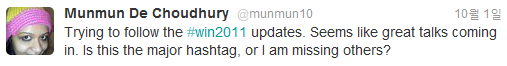 Munmun De Choudhury @munmun10 10월 1일
Trying to follow the #win2011 updates. Seems like great talks coming
in. Is this the major hashtag, or I am missing others?